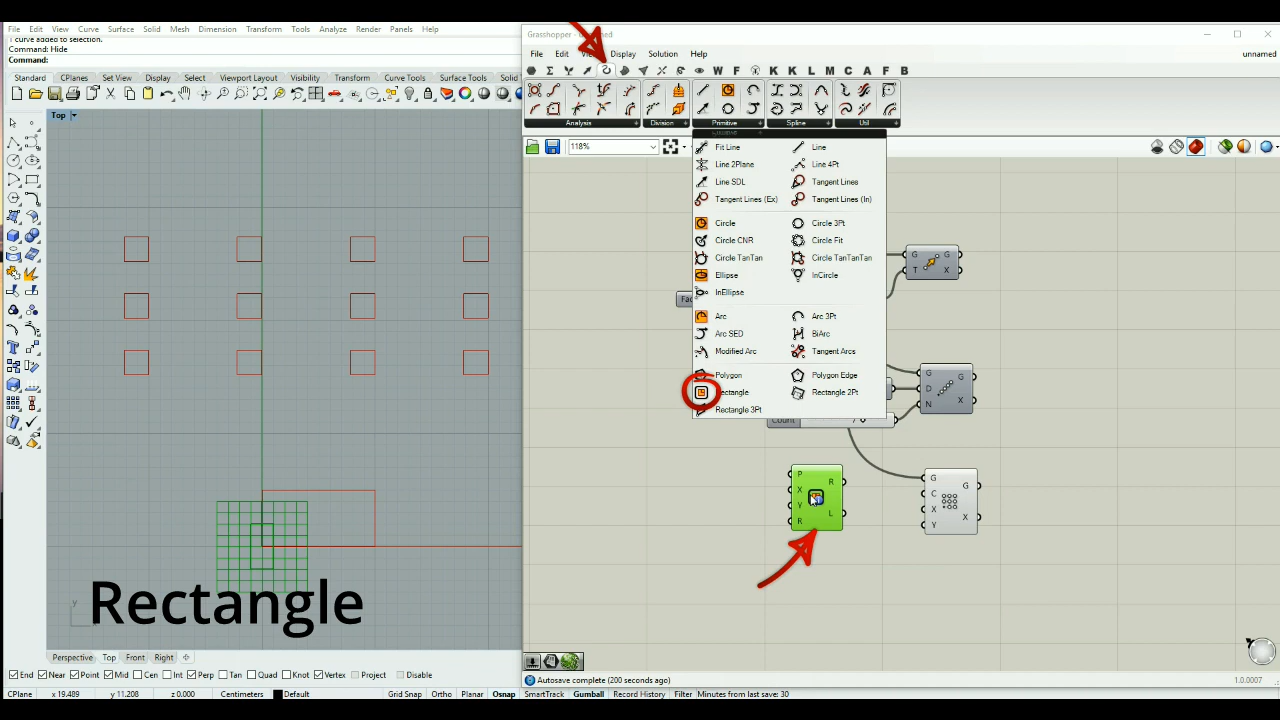 File Edit View Curve Surface Solid Mesh Dimension Transform Tools Analyze Render Panels Help
1 curve added to selection.
Command: Hide
Command:
Standard CPlanes Set View Display Select Viewport Layout Visibility Transform Curve Tools Surface Tools Solid
Top
y
Rectangle
Perspective Top Front Right
End Near Point Mid Cen Int Perp Tan Quad Knot Vertex Project Disable
CPlane x 19.489 y 11.208 z 0.000 Centimeters Default Grid Snap Ortho Planar Osnap SmartTrack Gumball Record History Filter Minutes from last save: 30
Grasshopper
File Edit Display Solution Help unnamed
W F K K L M C A F B
Analysis Division Primitive Spline Util
118%
Fit Line Line
Line 2Plane Line 4Pt
Line SDL Tangent Lines
Tangent Lines (Ex) Tangent Lines (In)
Circle Circle 3Pt
Circle CNR Circle Fit
Circle TanTan Circle TanTanTan
Ellipse InCircle
InEllipse
Arc Arc 3Pt
Arc SED BiArc
Modified Arc Tangent Arcs
Polygon Polygon Edge
Rectangle Rectangle 2Pt
Rectangle 3Pt
G G
T X
G G
D
N X
Count
P R
X
Y L
R
G G
C
X X
Y
Autosave complete (200 seconds ago) 1.0.0007